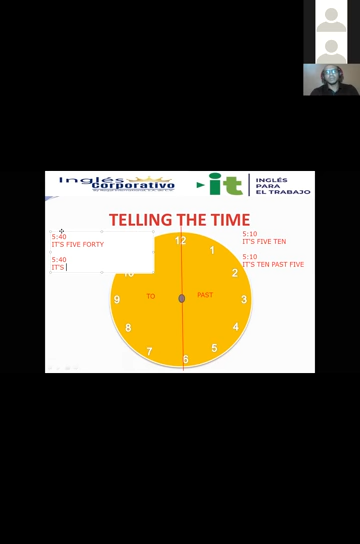 Inglés
Corporativo
it
INGLÉS
PARA
EL TRABAJO
TELLING THE TIME
5:40
IT'S FIVE FORTY
5:40
IT'S
5:10
IT'S FIVE TEN
5:10
IT'S TEN PAST FIVE
12
1
2
3
4
5
6
7
8
9
10
TO
PAST